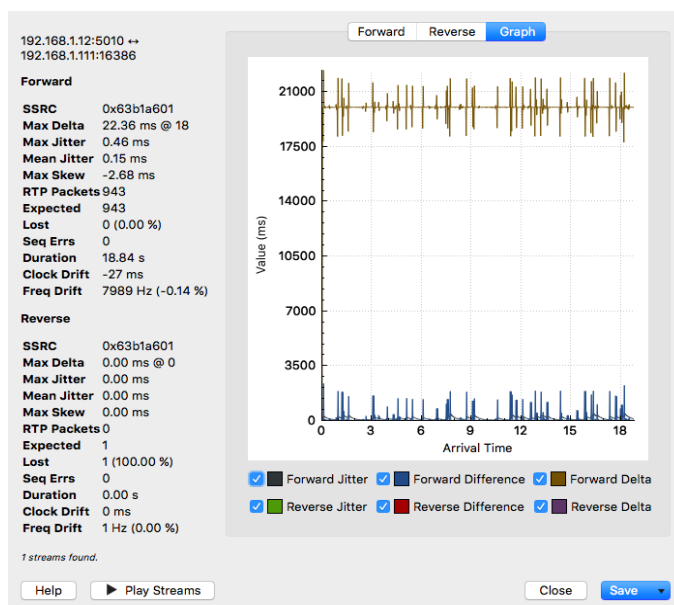 192.168.1.12:5010 ↔
192.168.1.111:16386
Forward
SSRC 0x63b1a601
Max Delta 22.36 ms @ 18
Max Jitter 0.46 ms
Mean Jitter 0.15 ms
Max Skew -2.68 ms
RTP Packets 943
Expected 943
Lost 0 (0.00 %)
Seq Errs 0
Duration 18.84 s
Clock Drift -27 ms
Freq Drift 7989 Hz (-0.14 %)
Reverse
SSRC 0x63b1a601
Max Delta 0.00 ms @ 0
Max Jitter 0.00 ms
Mean Jitter 0.00 ms
Max Skew 0.00 ms
RTP Packets 0
Expected 1
Lost 1 (100.00 %)
Seq Errs 0
Duration 0.00 s
Clock Drift 0 ms
Freq Drift 1 Hz (0.00 %)
1 streams found.
Forward Reverse Graph
Value (ms)
21000
17500
14000
10500
7000
3500
0
0 3 6 9 12 15 18
Arrival Time
Forward Jitter Forward Difference Forward Delta
Reverse Jitter Reverse Difference Reverse Delta
Help Play Streams Close Save